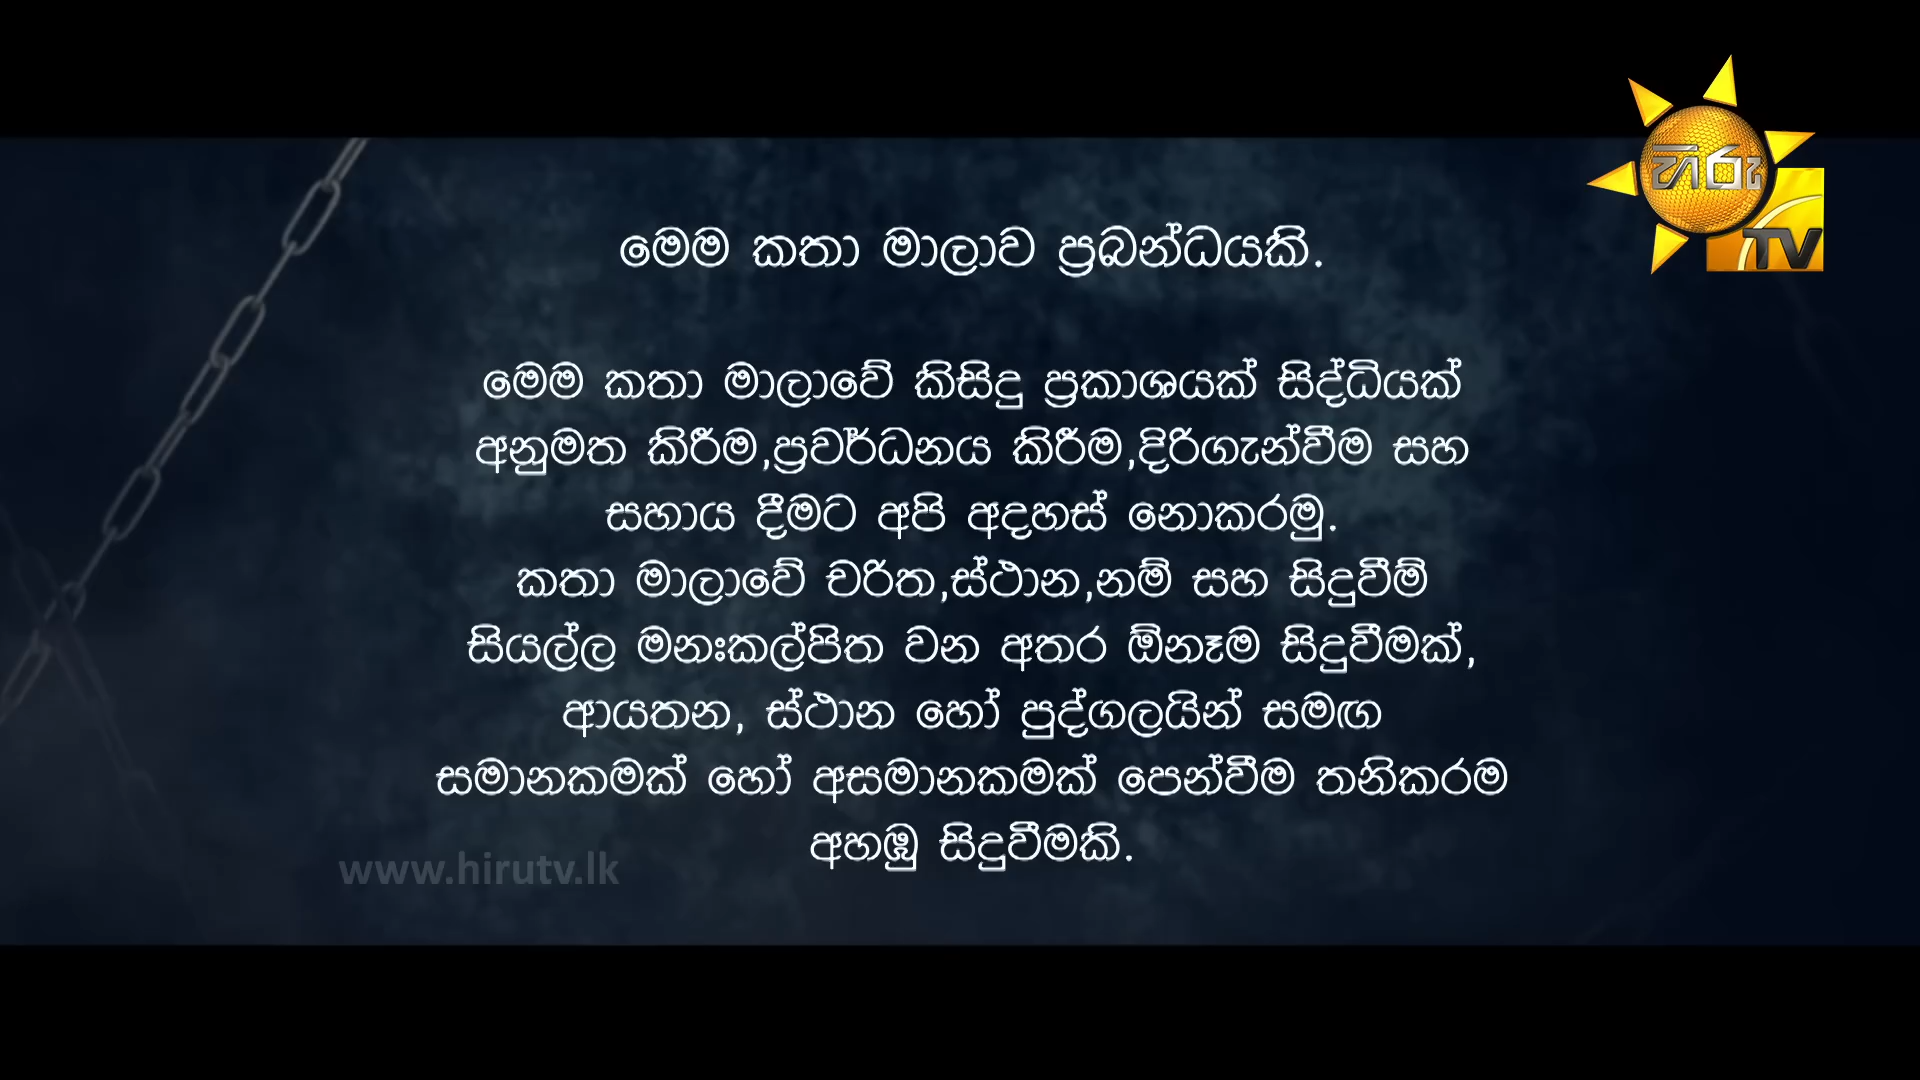 හිරු
TV
මෙම කතා මාලාව ප්‍රබන්ධයකි.
මෙම කතා මාලාවේ කිසිදු ප්‍රකාශයක් සිද්ධියක්
අනුමත කිරීම,ප්‍රවර්ධනය කිරීම,දිරිගැන්වීම සහ
සහාය දීමට අපි අදහස් නොකරමු.
කතා මාලාවේ චරිත,ස්ථාන,නම් සහ සිදුවීම්
සියල්ල මනඃකල්පිත වන අතර ඕනෑම සිදුවීමක්,
ආයතන, ස්ථාන හෝ පුද්ගලයින් සමඟ
සමානකමක් හෝ අසමානකමක් පෙන්වීම තනිකරම
අහඹු සිදුවීමකි.
www.hirutv.lk